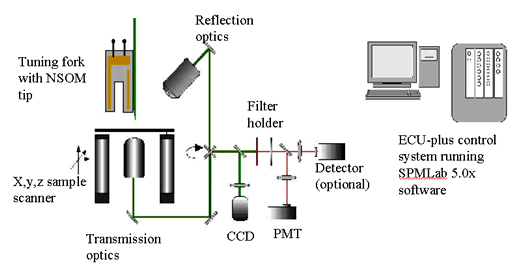 Reflection
optics
Tuning fork
with NSOM
tip
Filter
holder
X,y,z sample
scanner
Detector
(optional)
ECU-plus control
system running
SPMLab 5.0x
software
Transmission
optics
CCD
PMT